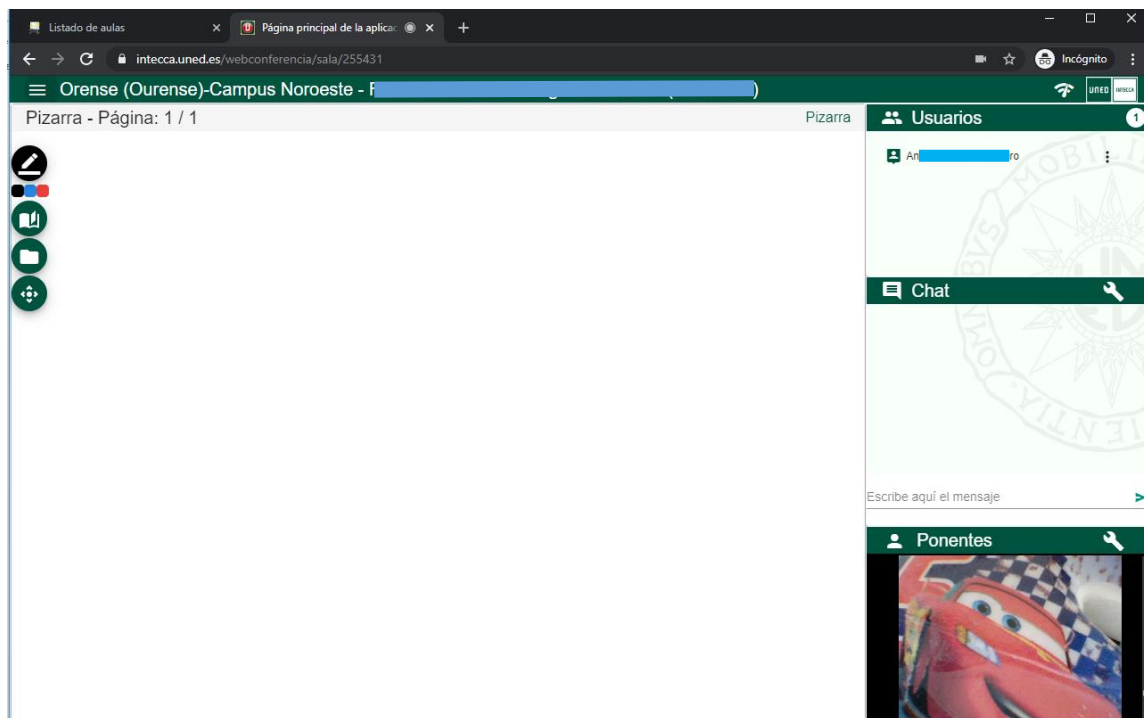 Listado de aulas
Página principal de la aplicac
intecca.uned.es/webconferencia/sala/255431
Incógnito
Orense (Ourense)-Campus Noroeste - F )
UNED INTECCA
Pizarra - Página: 1 / 1
Pizarra
Usuarios
1
An ro
Chat
Escribe aquí el mensaje
Ponentes